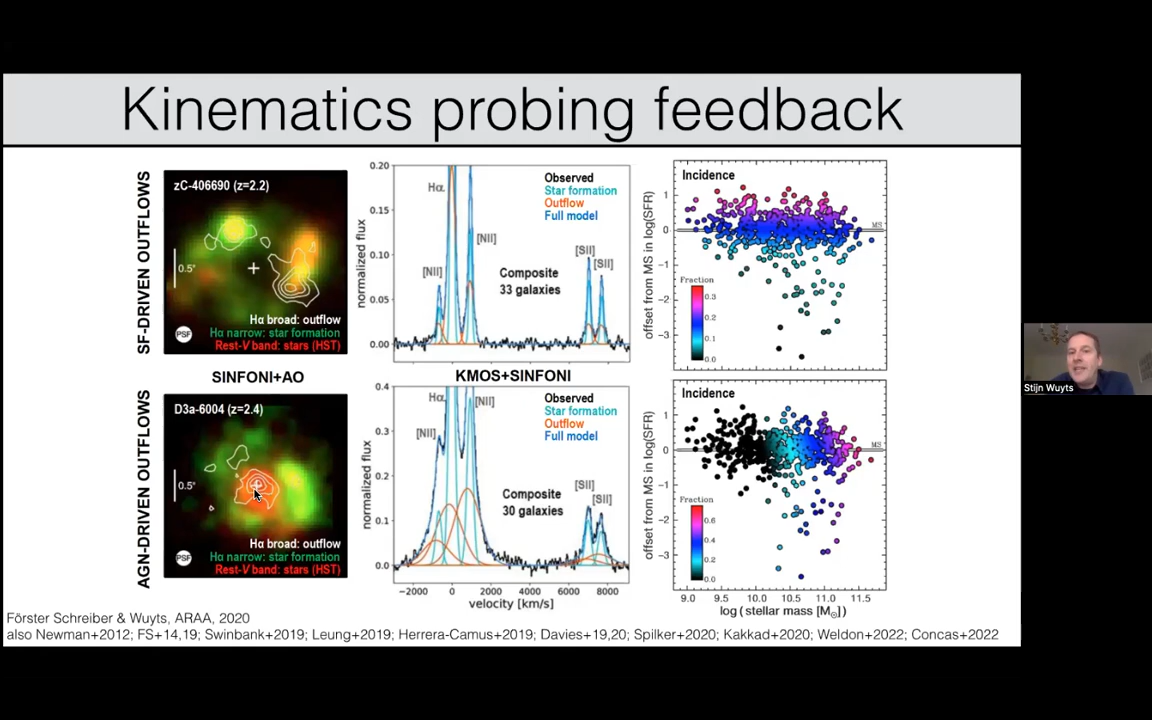 Kinematics probing feedback
SF-DRIVEN OUTFLOWS
zC-406690 (z=2.2)
0.5"
PSF
Hα broad: outflow
Hα narrow: star formation
Rest-V band: stars (HST)
SINFONI+AO
normalized flux
0.20
0.15
0.10
0.05
0.00
Hα
[NII]
[NII]
[SII]
[SII]
Observed
Star formation
Outflow
Full model
Composite
33 galaxies
KMOS+SINFONI
offset from MS in log(SFR)
1
0
−1
−2
−3
Incidence
MS
Fraction
0.3
0.2
0.1
0.0
AGN-DRIVEN OUTFLOWS
D3a-6004 (z=2.4)
0.5"
PSF
Hα broad: outflow
Hα narrow: star formation
Rest-V band: stars (HST)
normalized flux
0.4
0.3
0.2
0.1
0.0
Hα
[NII]
[NII]
[SII]
[SII]
Observed
Star formation
Outflow
Full model
Composite
30 galaxies
−2000 0 2000 4000 6000 8000
velocity [km/s]
offset from MS in log(SFR)
1
0
−1
−2
−3
Incidence
MS
Fraction
0.6
0.4
0.2
0.0
9.0 9.5 10.0 10.5 11.0 11.5
log (stellar mass [M☉])
Stijn Wuyts
Förster Schreiber & Wuyts, ARAA, 2020
also Newman+2012; FS+14,19; Swinbank+2019; Leung+2019; Herrera-Camus+2019; Davies+19,20; Spilker+2020; Kakkad+2020; Weldon+2022; Concas+2022